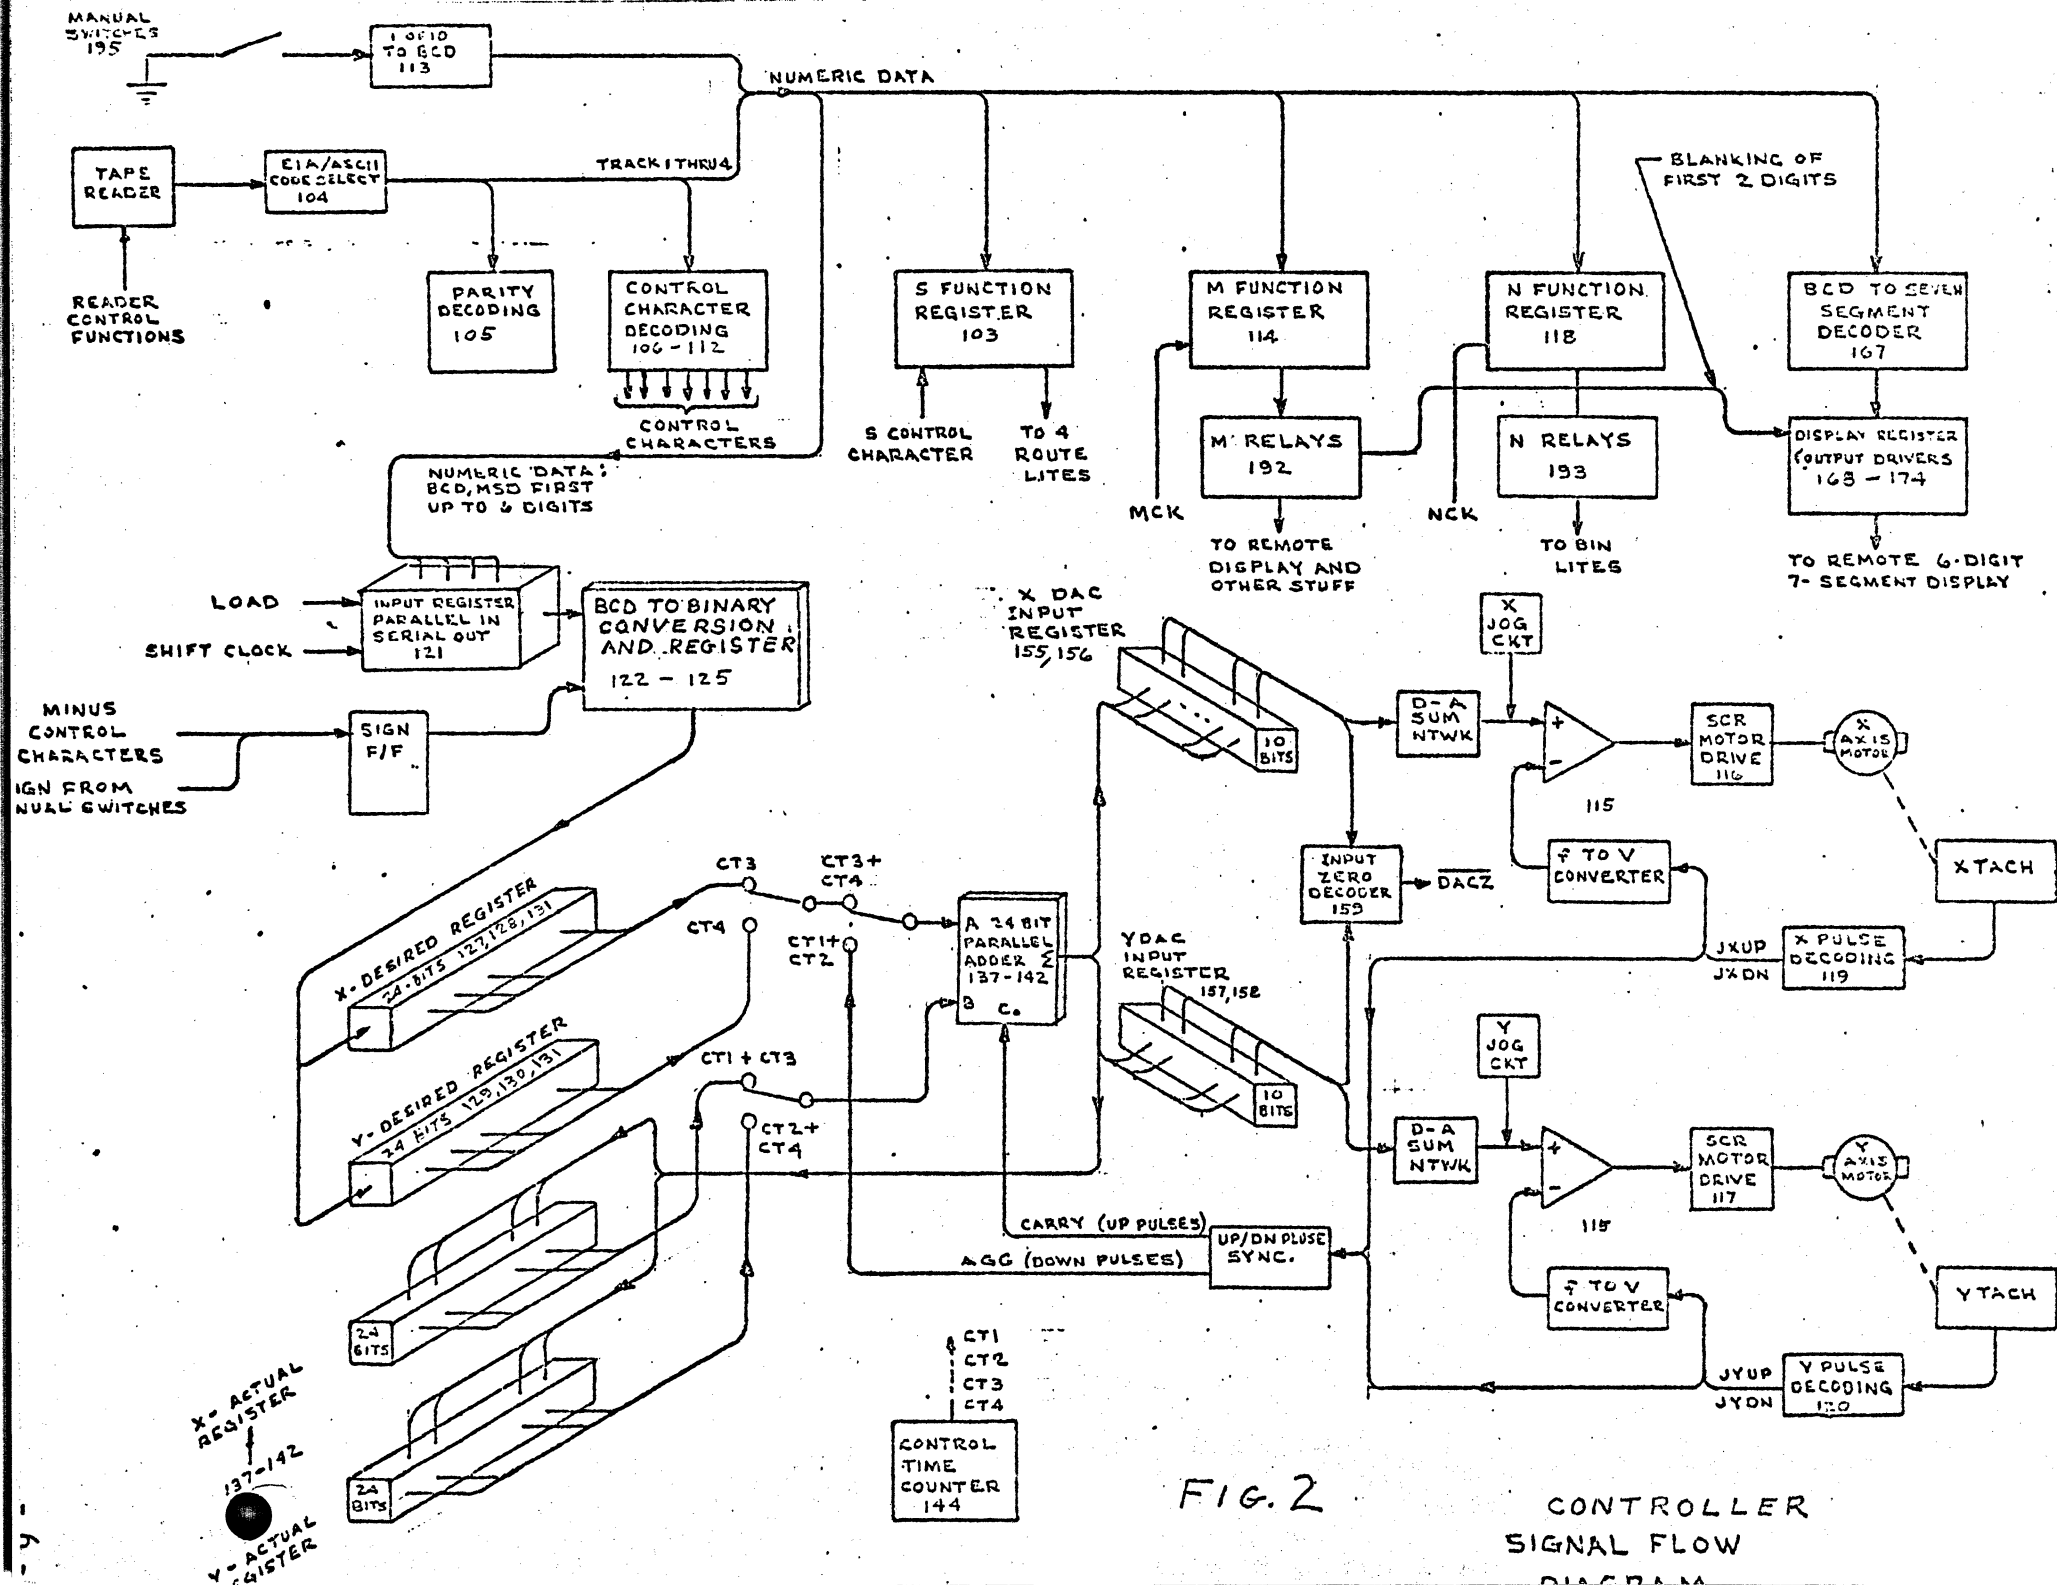 MANUAL
SWITCHES
195
1 OF 10
TO BCD
113
NUMERIC DATA
TAPE
READER
EIA/ASCII
CODE SELECT
104
TRACK 1 THRU 4
BLANKING OF
FIRST 2 DIGITS
READER
CONTROL
FUNCTIONS
PARITY
DECODING
105
CONTROL
CHARACTER
DECODING
106-112
CONTROL
CHARACTERS
S FUNCTION
REGISTER
103
S CONTROL
CHARACTER
TO 4
ROUTE
LITES
M FUNCTION
REGISTER
114
M RELAYS
192
MCK
TO REMOTE
DISPLAY AND
OTHER STUFF
N FUNCTION
REGISTER
118
N RELAYS
193
NCK
TO BIN
LITES
BCD TO SEVEN
SEGMENT
DECODER
167
DISPLAY REGISTER
OUTPUT DRIVERS
168-174
TO REMOTE 6-DIGIT
7-SEGMENT DISPLAY
NUMERIC DATA:
BCD, MSD FIRST
UP TO 6 DIGITS
LOAD
SHIFT CLOCK
INPUT REGISTER
PARALLEL IN
SERIAL OUT
121
BCD TO BINARY
CONVERSION
AND REGISTER
122 - 125
MINUS
CONTROL
CHARACTERS
IGN FROM
NUAL SWITCHES
SIGN
F/F
X DAC
INPUT
REGISTER
155, 156
10
BITS
D-A
SUM
NTWK
X
JOG
CKT
+
-
115
SCR
MOTOR
DRIVE
116
X
AXIS
MOTOR
INPUT
ZERO
DECODER
159
DACZ
f TO V
CONVERTER
X TACH
JXUP
JXDN
X PULSE
DECODING
119
X-DESIRED REGISTER
24-BITS 127,128,131
CT3
CT4
CT3+
CT4
CT1+
CT2
A 24 BIT
PARALLEL
ADDER Σ
137-142
B
C.
Y DAC
INPUT
REGISTER
157,158
10
BITS
Y-DESIRED REGISTER
24 BITS 129,130,131
CT1 + CT3
CT2+
CT4
D-A
SUM
NTWK
Y
JOG
CKT
+
-
115
SCR
MOTOR
DRIVE
117
Y
AXIS
MOTOR
CARRY (UP PULSES)
AGG (DOWN PULSES)
UP/DN PLUSE
SYNC.
f TO V
CONVERTER
Y TACH
JYUP
JYDN
Y PULSE
DECODING
120
24
BITS
24
BITS
X-ACTUAL
REGISTER
137-142
Y-ACTUAL
EGISTER
CT1
CT2
CT3
CT4
CONTROL
TIME
COUNTER
144
FIG. 2
CONTROLLER
SIGNAL FLOW
DIAGRAM